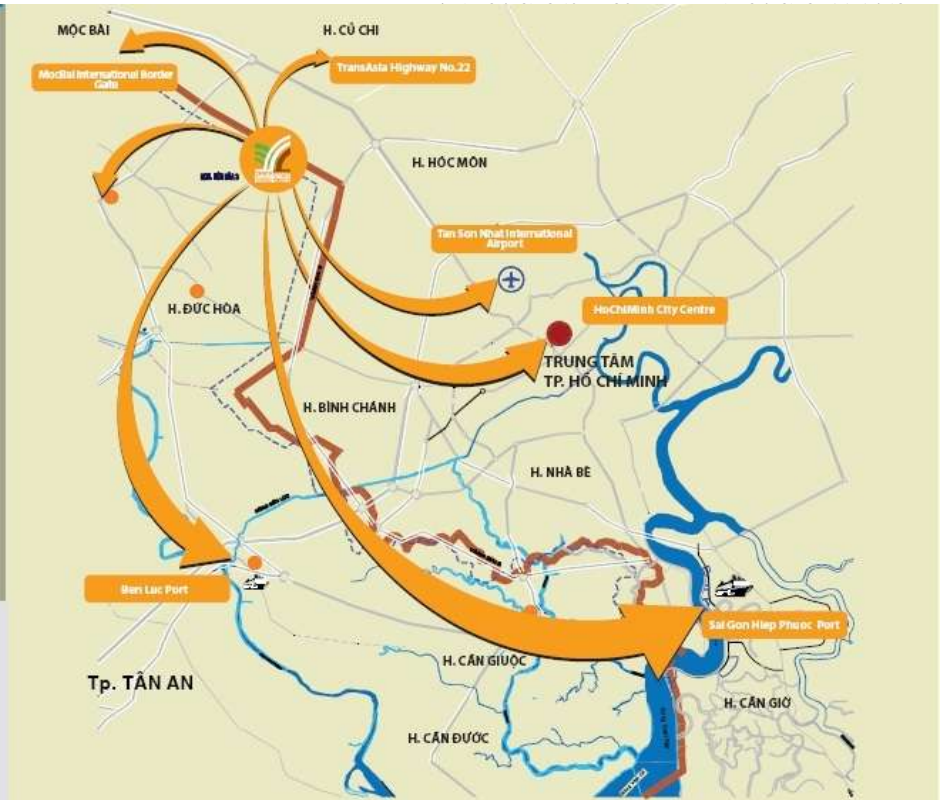 MỘC BÀI
H. CỦ CHI
TransAsia Highway No.22
MocBai International Border
Gate
H. HÓC MÔN
Tan Son Nhat International
Airport
H. ĐỨC HÒA
HoChiMinh City Centre
TRUNG TÂM
TP. HỒ CHÍ MINH
H. BÌNH CHÁNH
H. NHÀ BÈ
Ben Luc Port
Sai Gon Hiep Phuoc Port
H. CẦN GIUỘC
Tp. TÂN AN
H. CẦN GIỜ
H. CẦN ĐƯỚC